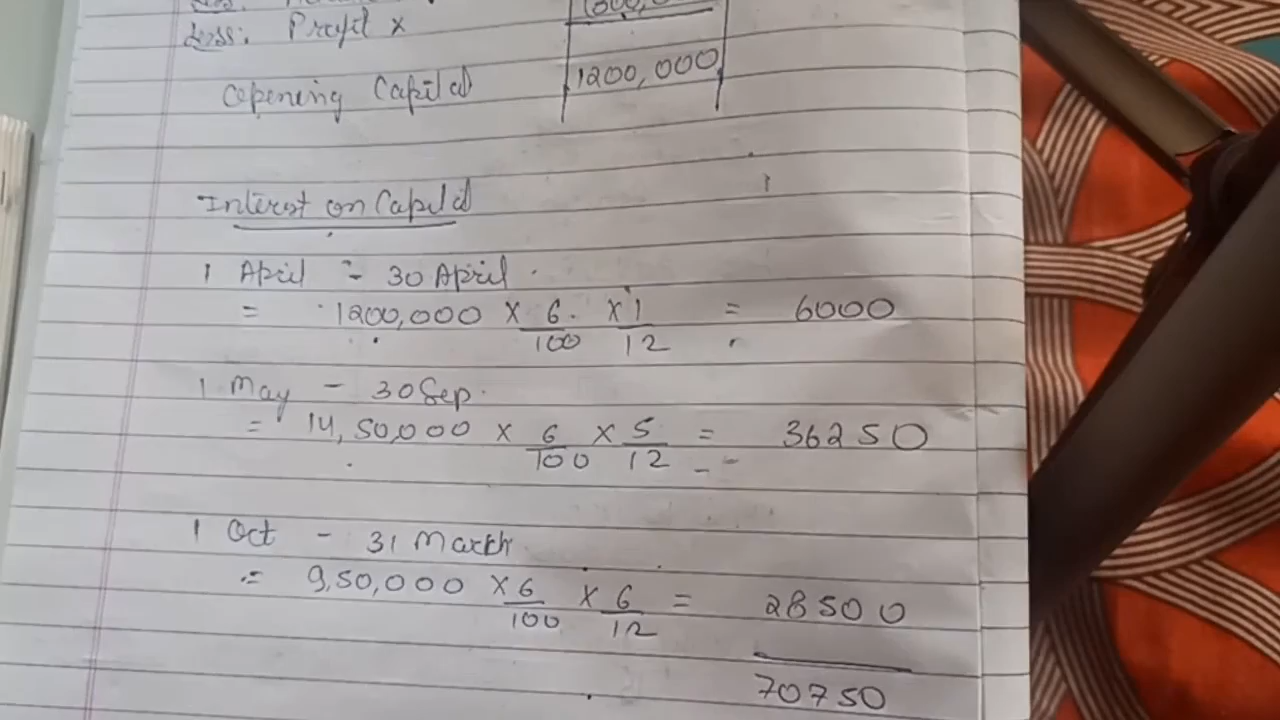 Less: Profit x
Opening Capital 1200,000
Interest on Capital
1 April - 30 April
= 1200,000 x 6/100 x 1/12 = 6000
1 May - 30 Sep.
= 14,50,000 x 6/100 x 5/12 = 36250
1 Oct - 31 March
= 9,50,000 x 6/100 x 6/12 = 28500
70750